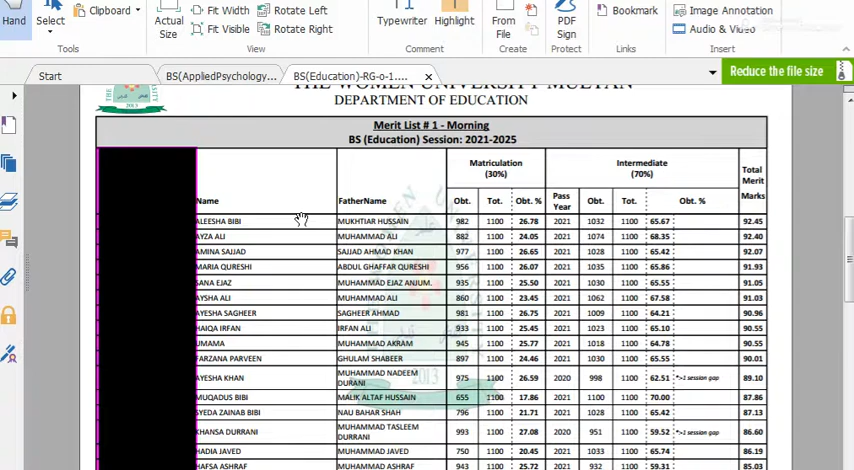 Hand
Select
Clipboard
Tools
Actual Size
Fit Width
Fit Visible
Rotate Left
Rotate Right
View
Typewriter
Highlight
Comment
From File
Create
PDF Sign
Protect
Bookmark
Links
Image Annotation
Audio & Video
Insert
Start
BS(AppliedPsychology...
BS(Education)-RG-o-1....
Reduce the file size
THE WOMEN UNIVERSITY MULTAN
DEPARTMENT OF EDUCATION
Merit List # 1 - Morning
BS (Education) Session: 2021-2025
Name FatherName Matriculation (30%) Intermediate (70%) Total Merit Marks
Obt. Tot. Obt. % Pass Year Obt. Tot. Obt. %
ALEESHA BIBI MUKHTIAR HUSSAIN 982 1100 26.78 2021 1032 1100 65.67 92.45
AYZA ALI MUHAMMAD ALI 882 1100 24.05 2021 1074 1100 68.35 92.40
AMINA SAJJAD SAJJAD AHMAD KHAN 977 1100 26.65 2021 1028 1100 65.42 92.07
MARIA QURESHI ABDUL GHAFFAR QURESHI 956 1100 26.07 2021 1035 1100 65.86 91.93
SANA EJAZ MUHAMMAD EJAZ ANJUM. 935 1100 25.50 2021 1030 1100 65.55 91.05
AYSHA ALI MUHAMMAD ALI 860 1100 23.45 2021 1062 1100 67.58 91.03
AYESHA SAGHEER SAGHEER AHMAD 981 1100 26.75 2021 1009 1100 64.21 90.96
HAIQA IRFAN IRFAN ALI 933 1100 25.45 2021 1023 1100 65.10 90.55
UMAMA MUHAMMAD AKRAM 945 1100 25.77 2021 1018 1100 64.78 90.55
FARZANA PARVEEN GHULAM SHABEER 897 1100 24.46 2021 1030 1100 65.55 90.01
AYESHA KHAN MUHAMMAD NADEEM DURANI 975 1100 26.59 2020 998 1100 62.51 *>1 session gap 89.10
MUQADUS BIBI MALIK ALTAF HUSSAIN 655 1100 17.86 2021 1100 1100 70.00 87.86
SYEDA ZAINAB BIBI NAU BAHAR SHAH 796 1100 21.71 2021 1028 1100 65.42 87.13
KHANSA DURRANI MUHAMMAD TASLEEM DURRANI 993 1100 27.08 2020 951 1100 59.52 *>1 session gap 86.60
HADIA JAVED MUHAMMAD JAVED 750 1100 20.45 2021 1033 1100 65.74 86.19
HAFSA ASHRAF MUHAMMAD ASHRAF 943 1100 25.72 2021 932 1100 59.31 85.03
2013